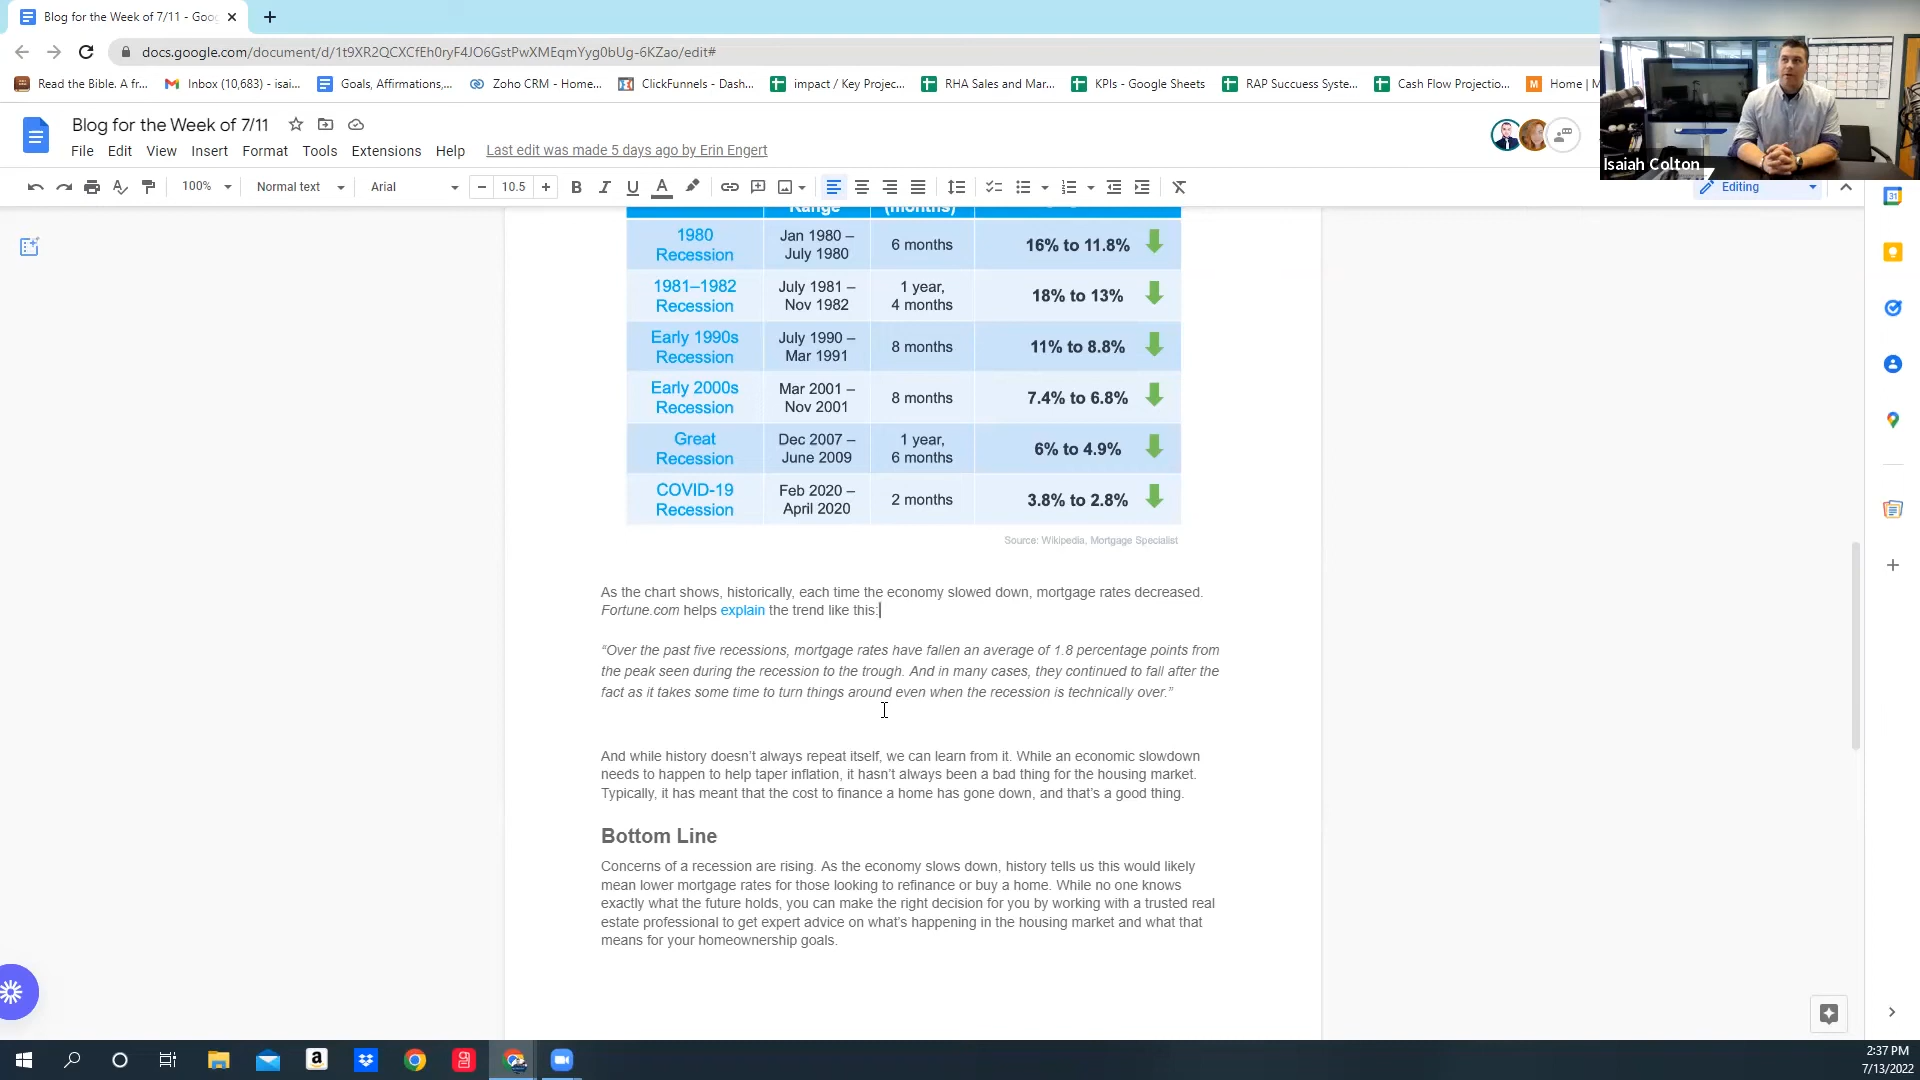 Blog for the Week of 7/11 - Goo
docs.google.com/document/d/1t9XR2QCXCfEh0ryF4JO6GstPwXMEqmYyg0bUg-6KZao/edit#
Read the Bible. A fr... Inbox (10,683) - isai... Goals, Affirmations,... Zoho CRM - Home... ClickFunnels - Dash... impact / Key Projec... RHA Sales and Mar... KPIs - Google Sheets RAP Succuess Syste... Cash Flow Projectio... Home | M
Blog for the Week of 7/11
File Edit View Insert Format Tools Extensions Help Last edit was made 5 days ago by Erin Engert
Isaiah Colton
100% Normal text Arial 10.5 Editing
Range (months)
1980 Recession Jan 1980 – July 1980 6 months 16% to 11.8%
1981–1982 Recession July 1981 – Nov 1982 1 year, 4 months 18% to 13%
Early 1990s Recession July 1990 – Mar 1991 8 months 11% to 8.8%
Early 2000s Recession Mar 2001 – Nov 2001 8 months 7.4% to 6.8%
Great Recession Dec 2007 – June 2009 1 year, 6 months 6% to 4.9%
COVID-19 Recession Feb 2020 – April 2020 2 months 3.8% to 2.8%
Source: Wikipedia, Mortgage Specialist
As the chart shows, historically, each time the economy slowed down, mortgage rates decreased.
Fortune.com helps explain the trend like this:
“Over the past five recessions, mortgage rates have fallen an average of 1.8 percentage points from
the peak seen during the recession to the trough. And in many cases, they continued to fall after the
fact as it takes some time to turn things around even when the recession is technically over.”
And while history doesn’t always repeat itself, we can learn from it. While an economic slowdown
needs to happen to help taper inflation, it hasn’t always been a bad thing for the housing market.
Typically, it has meant that the cost to finance a home has gone down, and that’s a good thing.
Bottom Line
Concerns of a recession are rising. As the economy slows down, history tells us this would likely
mean lower mortgage rates for those looking to refinance or buy a home. While no one knows
exactly what the future holds, you can make the right decision for you by working with a trusted real
estate professional to get expert advice on what’s happening in the housing market and what that
means for your homeownership goals.
2:37 PM
7/13/2022